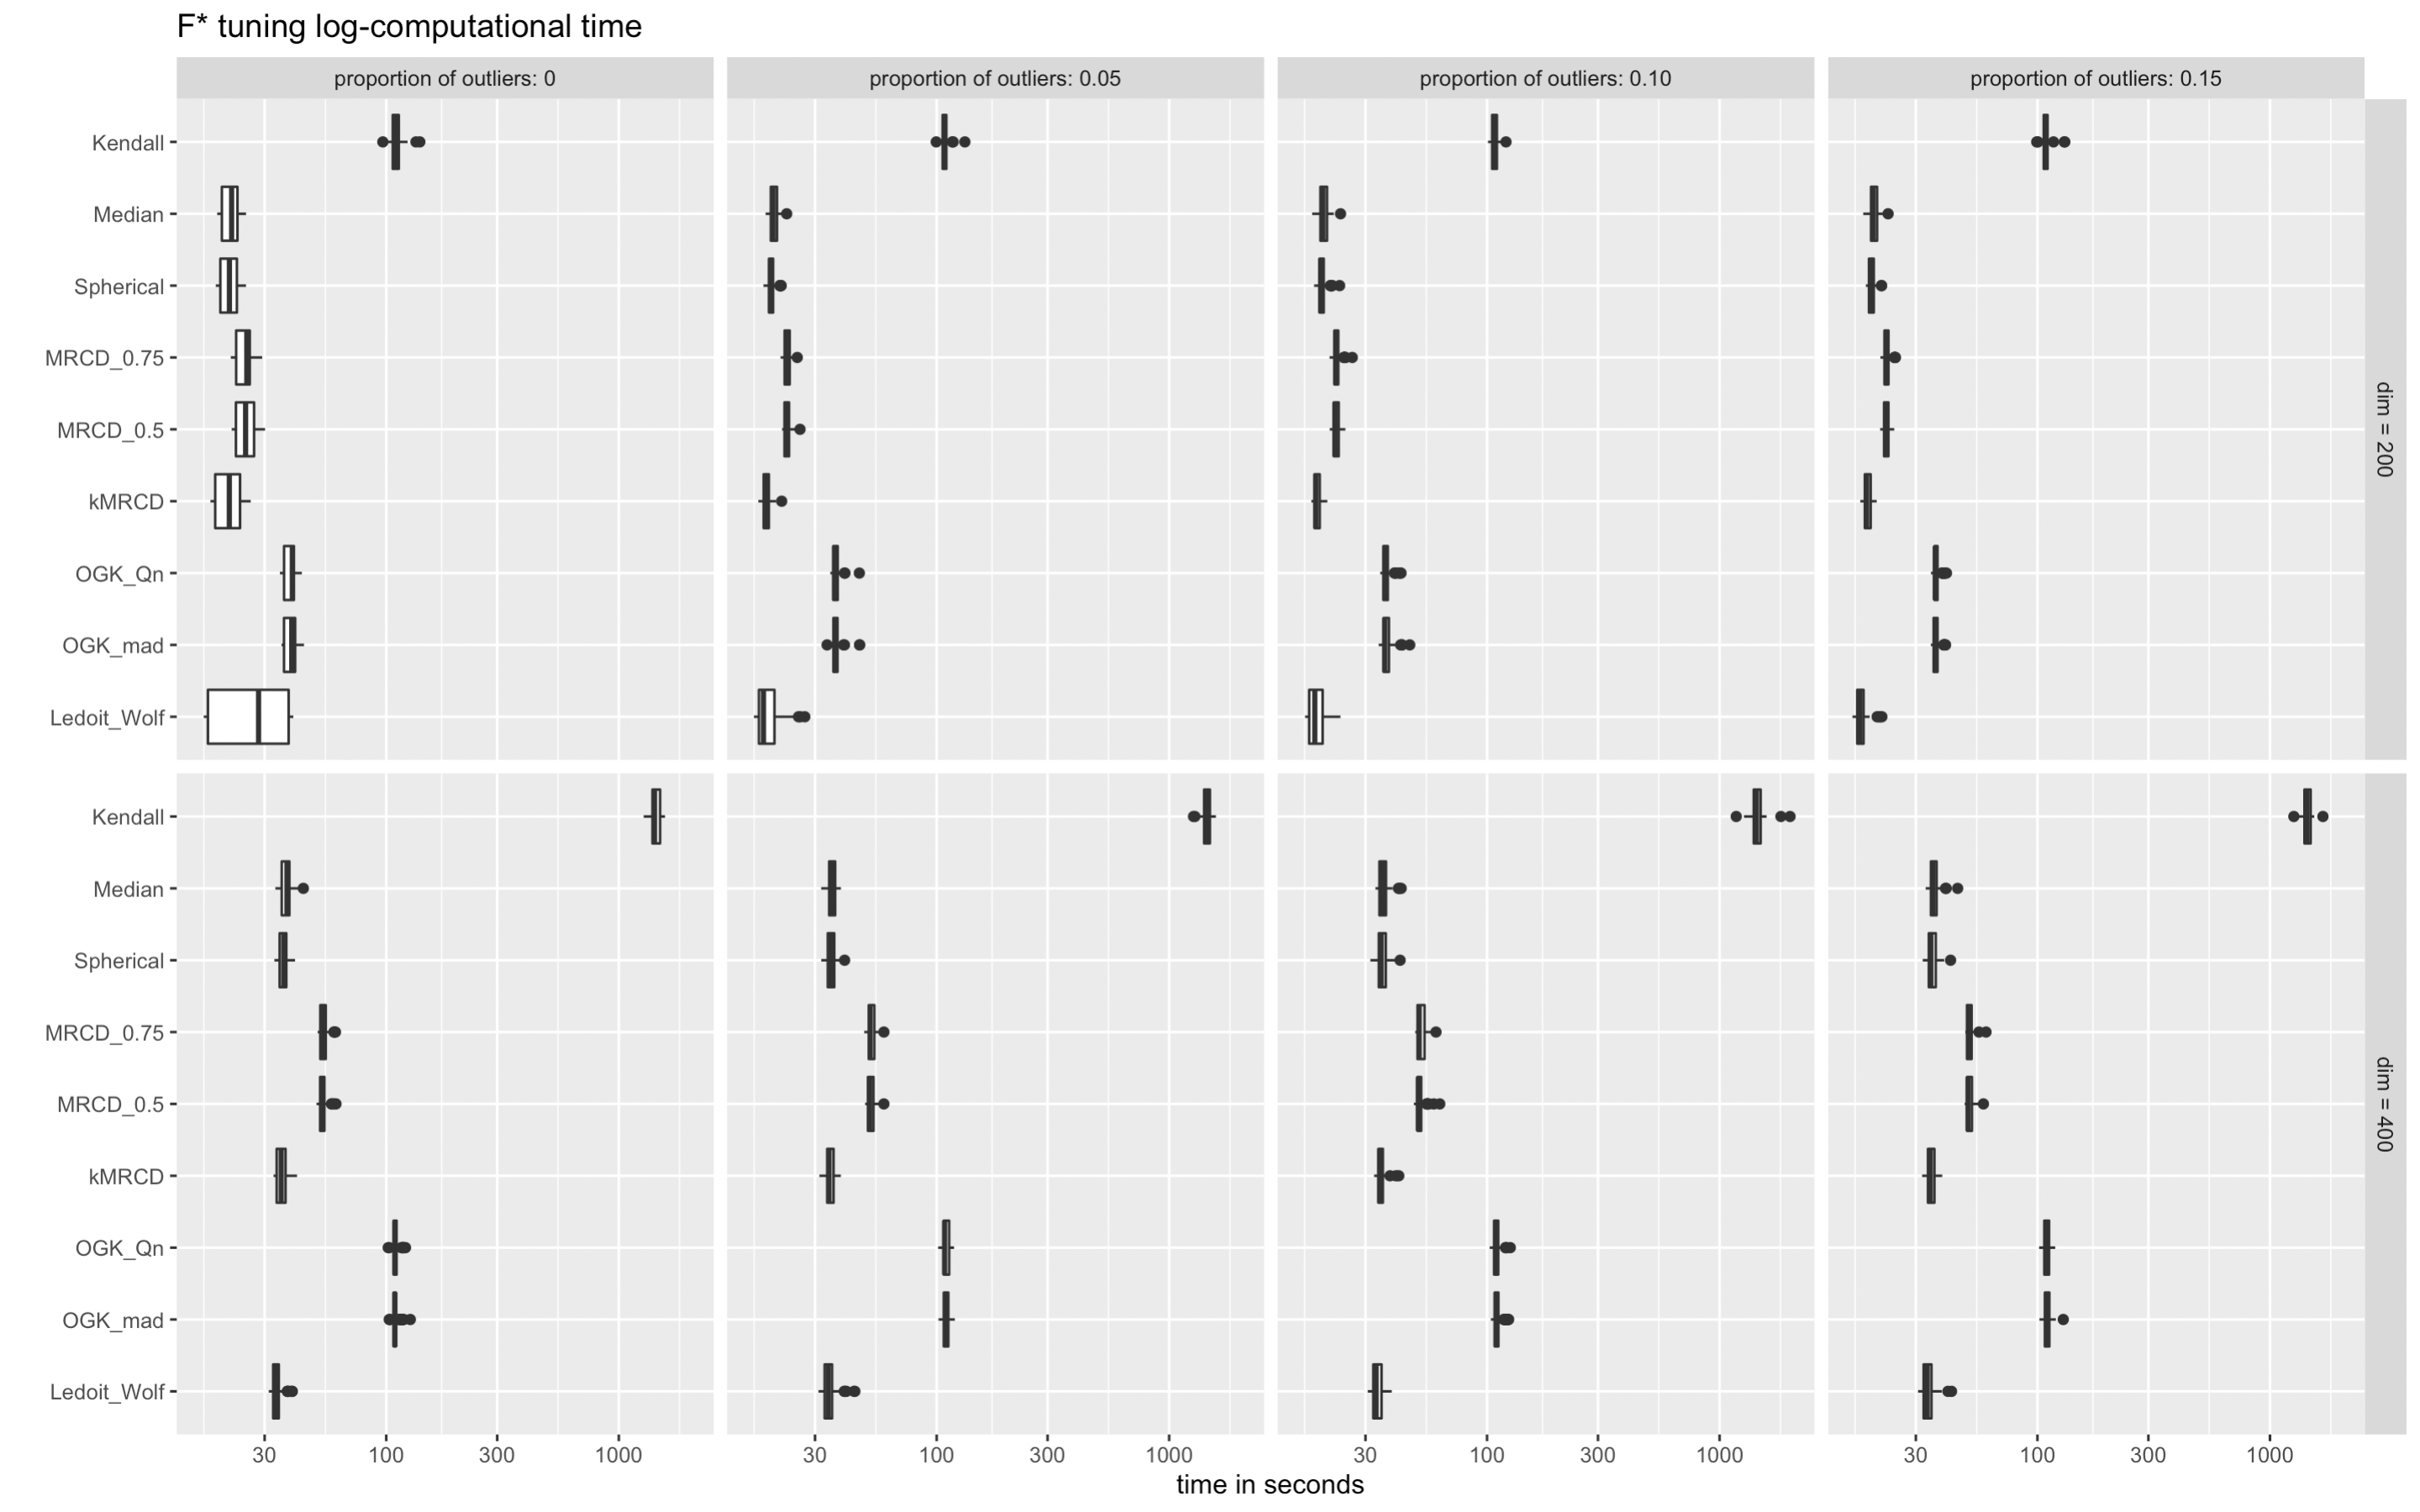 F* tuning log-computational time
proportion of outliers: 0
proportion of outliers: 0.05
proportion of outliers: 0.10
proportion of outliers: 0.15
Kendall
Median
Spherical
MRCD_0.75
MRCD_0.5
kMRCD
OGK_Qn
OGK_mad
Ledoit_Wolf
dim = 200
Kendall
Median
Spherical
MRCD_0.75
MRCD_0.5
kMRCD
OGK_Qn
OGK_mad
Ledoit_Wolf
dim = 400
30 100 300 1000 30 100 300 1000 30 100 300 1000 30 100 300 1000
time in seconds